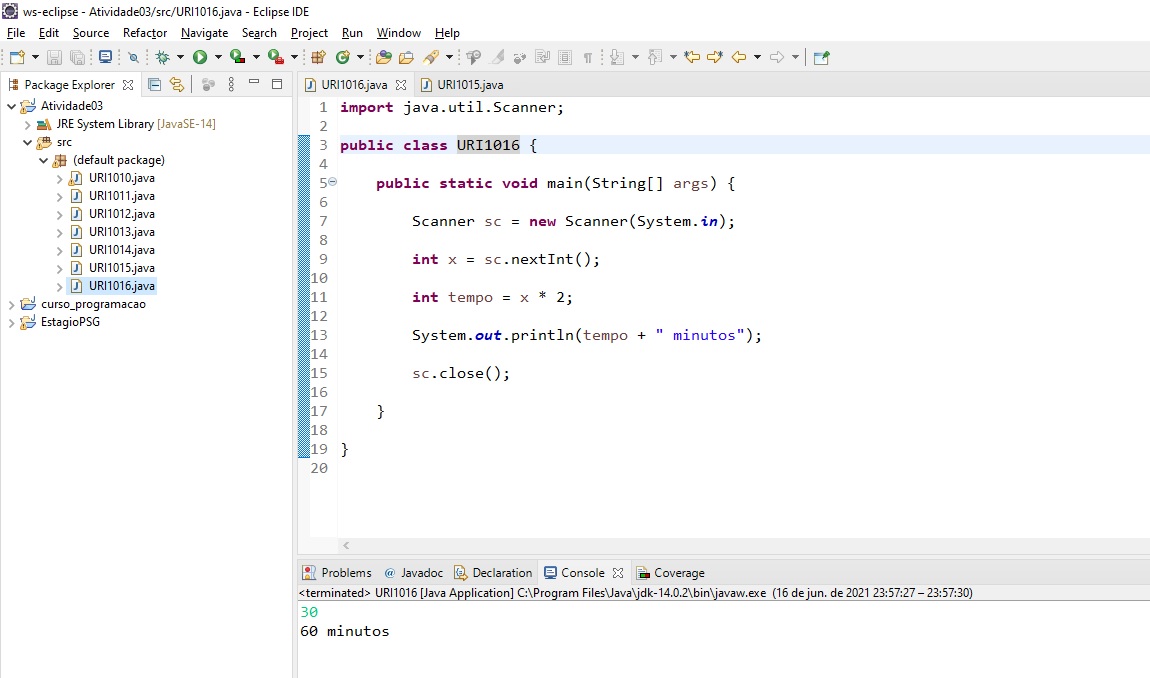 ws-eclipse - Atividade03/src/URI1016.java - Eclipse IDE
File Edit Source Refactor Navigate Search Project Run Window Help
Package Explorer
Atividade03
JRE System Library [JavaSE-14]
src
(default package)
URI1010.java
URI1011.java
URI1012.java
URI1013.java
URI1014.java
URI1015.java
URI1016.java
curso_programacao
EstagioPSG
URI1016.java URI1015.java
1 import java.util.Scanner;
2
3 public class URI1016 {
4
5 public static void main(String[] args) {
6
7 Scanner sc = new Scanner(System.in);
8
9 int x = sc.nextInt();
10
11 int tempo = x * 2;
12
13 System.out.println(tempo + " minutos");
14
15 sc.close();
16
17 }
18
19 }
20
Problems @ Javadoc Declaration Console Coverage
<terminated> URI1016 [Java Application] C:\Program Files\Java\jdk-14.0.2\bin\javaw.exe (16 de jun. de 2021 23:57:27 – 23:57:30)
30
60 minutos